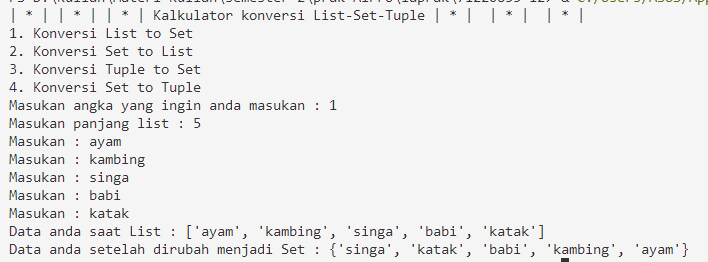 | * | | * | | * | Kalkulator konversi List-Set-Tuple | * | | * | | * |
1. Konversi List to Set
2. Konversi Set to List
3. Konversi Tuple to Set
4. Konversi Set to Tuple
Masukan angka yang ingin anda masukan : 1
Masukan panjang list : 5
Masukan : ayam
Masukan : kambing
Masukan : singa
Masukan : babi
Masukan : katak
Data anda saat List : ['ayam', 'kambing', 'singa', 'babi', 'katak']
Data anda setelah dirubah menjadi Set : {'singa', 'katak', 'babi', 'kambing', 'ayam'}